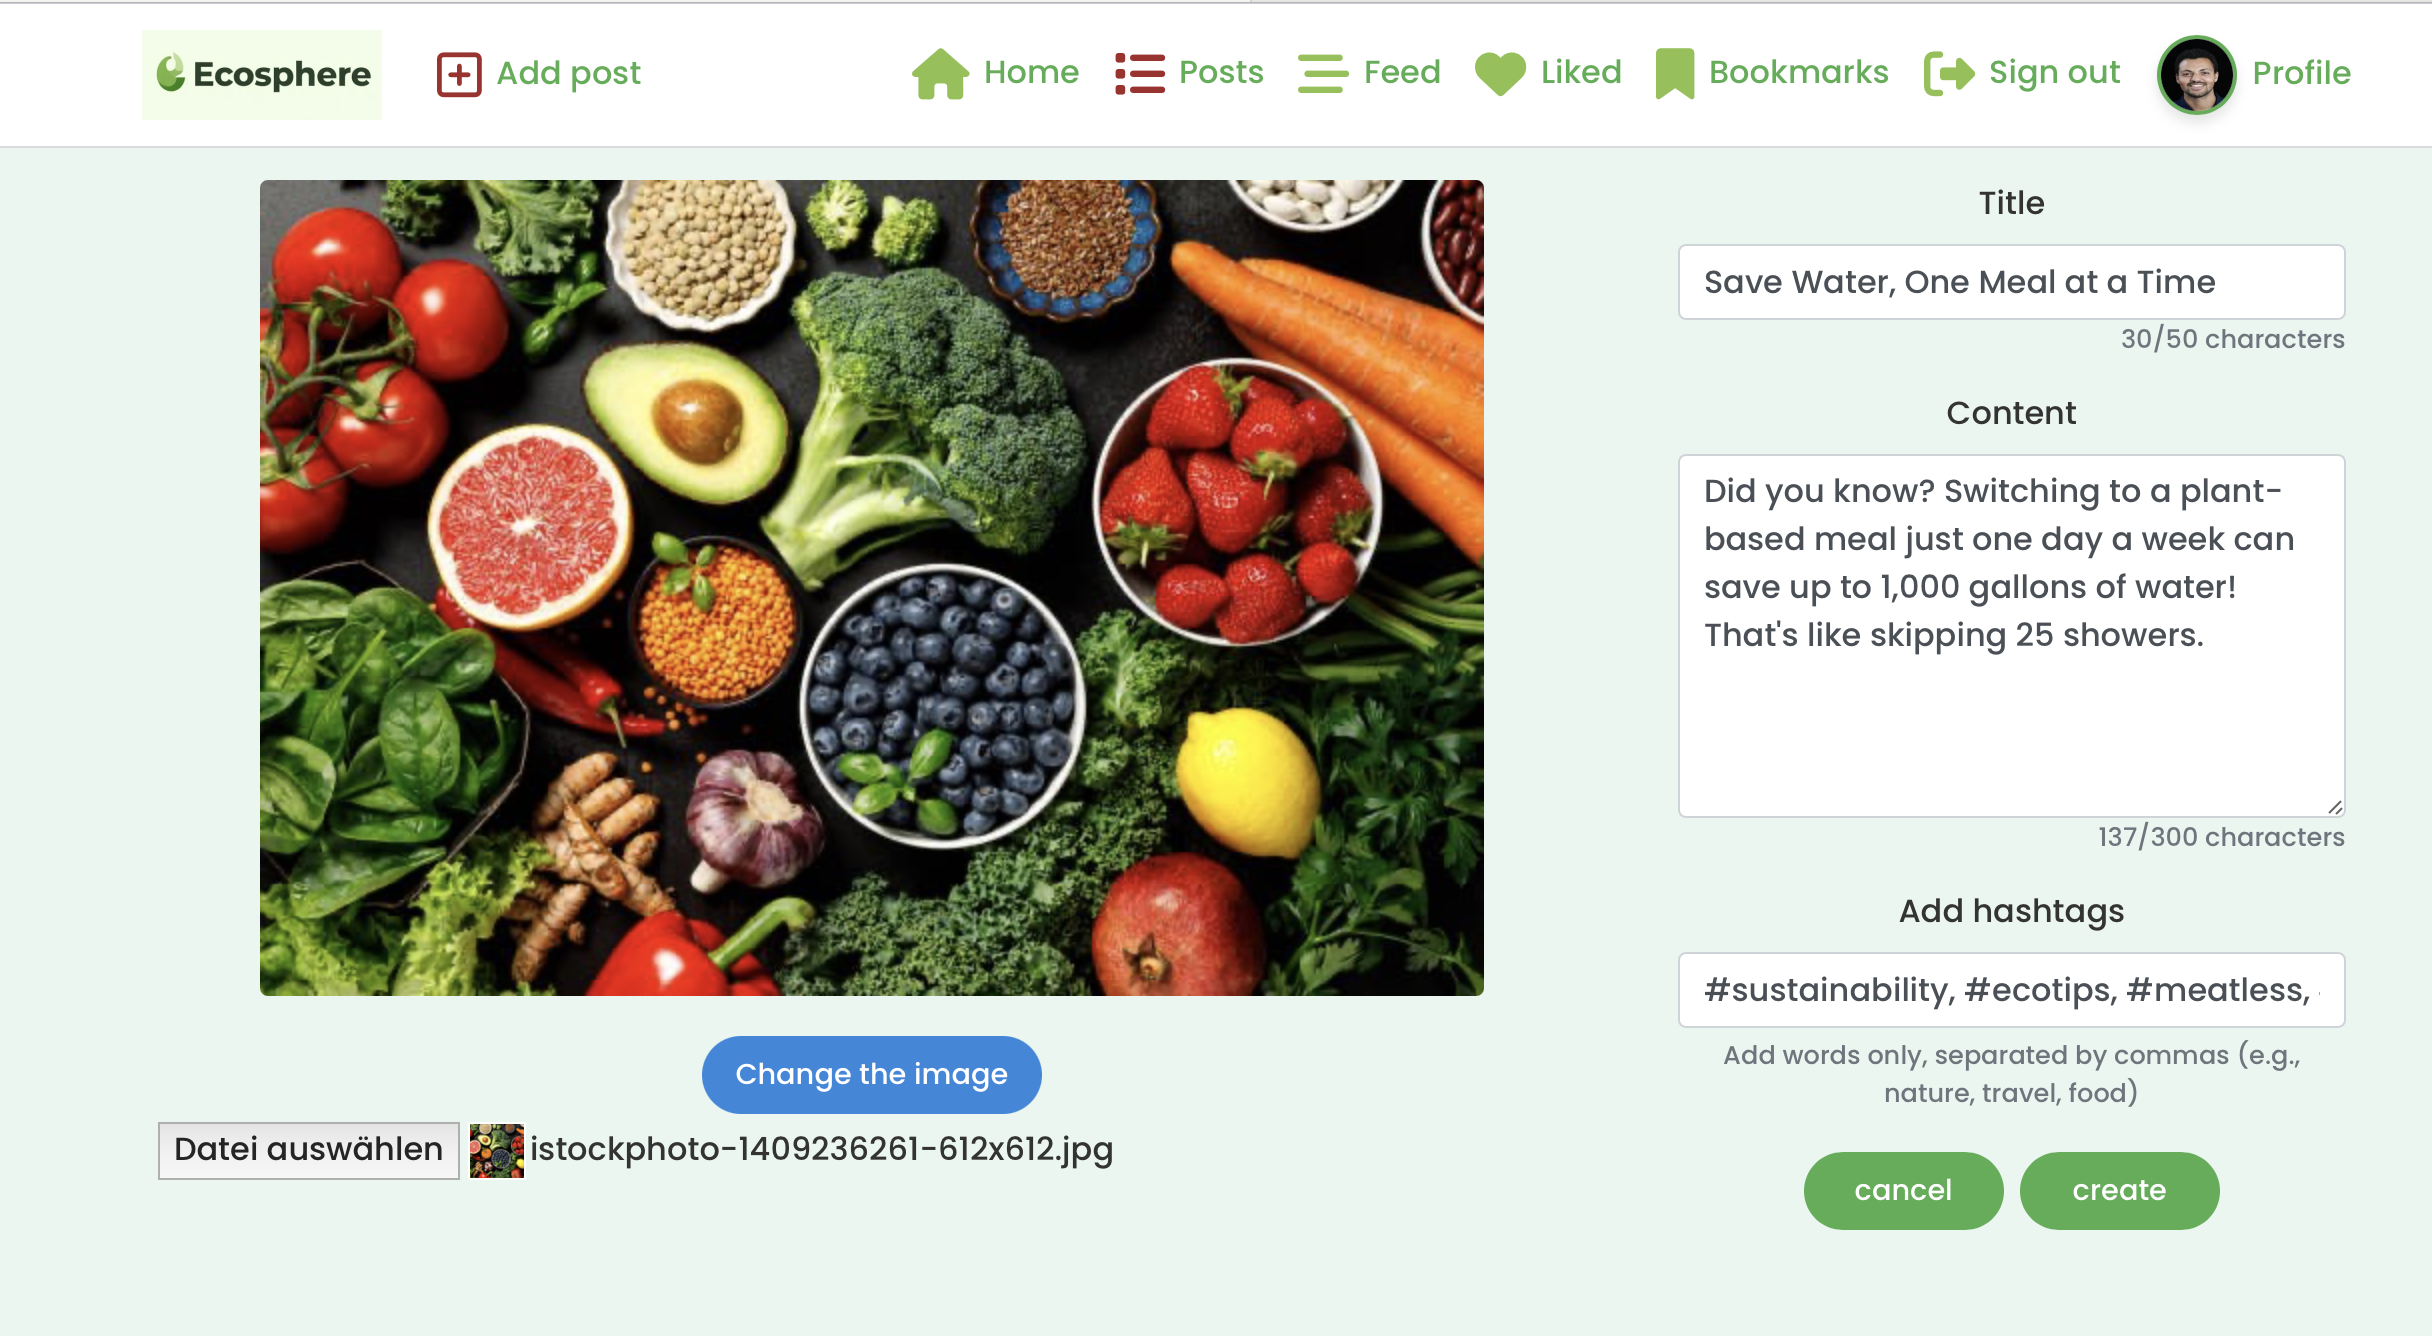 Ecosphere
Add post
Home
Posts
Feed
Liked
Bookmarks
Sign out
Profile
Title
Save Water, One Meal at a Time
30/50 characters
Content
Did you know? Switching to a plant-
based meal just one day a week can
save up to 1,000 gallons of water!
That's like skipping 25 showers.
137/300 characters
Add hashtags
#sustainability, #ecotips, #meatless,
Add words only, separated by commas (e.g.,
nature, travel, food)
cancel
create
Change the image
Datei auswählen
istockphoto-1409236261-612x612.jpg